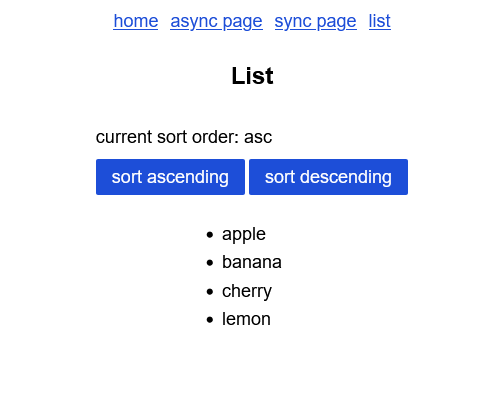 home async page sync page list
List
current sort order: asc
sort ascending sort descending
apple
banana
cherry
lemon